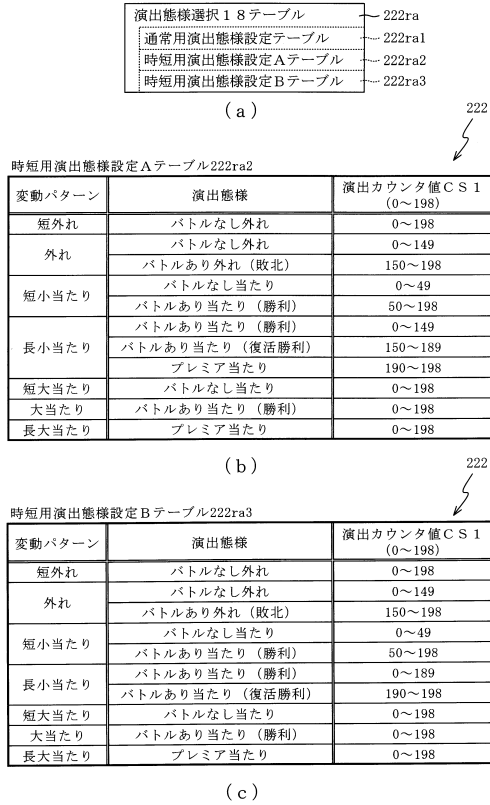 演出態様選択１８テーブル 222ra
通常用演出態様設定テーブル 222ra1
時短用演出態様設定Ａテーブル 222ra2
時短用演出態様設定Ｂテーブル 222ra3
(a)
222
時短用演出態様設定Ａテーブル222ra2
変動パターン 演出態様 演出カウンタ値ＣＳ１
(0～198)
短外れ バトルなし外れ 0～198
外れ バトルなし外れ 0～149
バトルあり外れ（敗北） 150～198
短小当たり バトルなし当たり 0～49
バトルあり当たり（勝利） 50～198
長小当たり バトルあり当たり（勝利） 0～149
バトルあり当たり（復活勝利） 150～189
プレミア当たり 190～198
短大当たり バトルなし当たり 0～198
大当たり バトルあり当たり（勝利） 0～198
長大当たり プレミア当たり 0～198
(b)
222
時短用演出態様設定Ｂテーブル222ra3
変動パターン 演出態様 演出カウンタ値ＣＳ１
(0～198)
短外れ バトルなし外れ 0～198
外れ バトルなし外れ 0～149
バトルあり外れ（敗北） 150～198
短小当たり バトルなし当たり 0～49
バトルあり当たり（勝利） 50～198
長小当たり バトルあり当たり（勝利） 0～189
バトルあり当たり（復活勝利） 190～198
短大当たり バトルなし当たり 0～198
大当たり バトルあり当たり（勝利） 0～198
長大当たり プレミア当たり 0～198
(c)